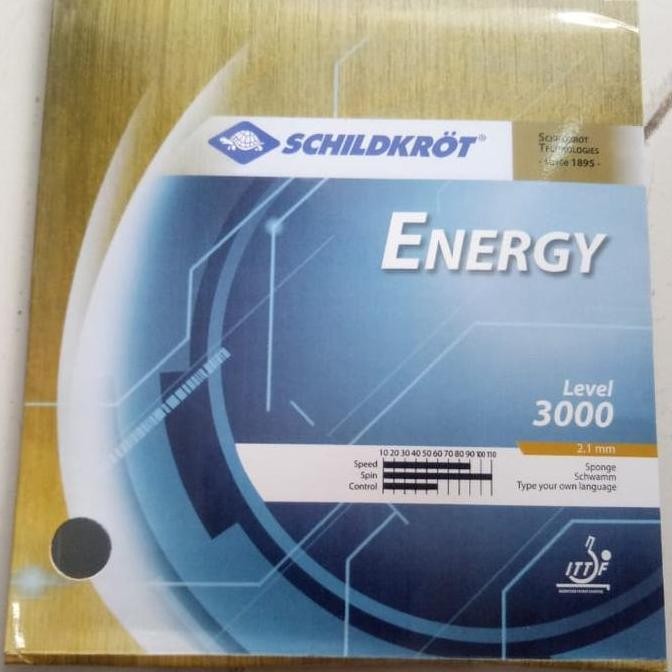 SCHILDKRÖT®
SCHILDKRÖT
TECHNOLOGIES
- SINCE 1895 -
ENERGY
Level
3000
2.1 mm
10 20 30 40 50 60 70 80 90 100 110
Speed
Spin
Control
Sponge
Schwamm
Type your own language
ITTF